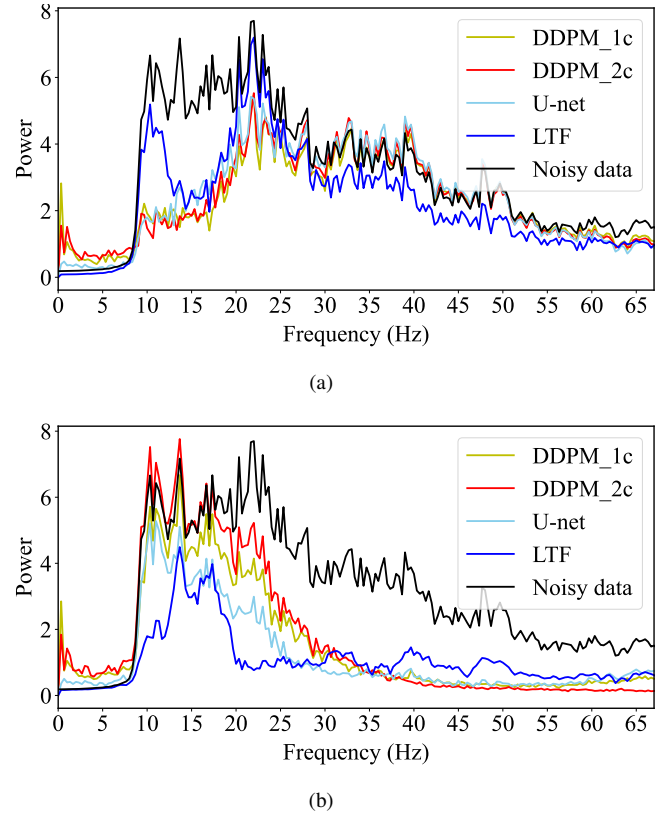 8
6
4
2
0
Power
DDPM_1c
DDPM_2c
U-net
LTF
Noisy data
0 5 10 15 20 25 30 35 40 45 50 55 60 65
Frequency (Hz)
(a)
8
6
4
2
0
Power
DDPM_1c
DDPM_2c
U-net
LTF
Noisy data
0 5 10 15 20 25 30 35 40 45 50 55 60 65
Frequency (Hz)
(b)